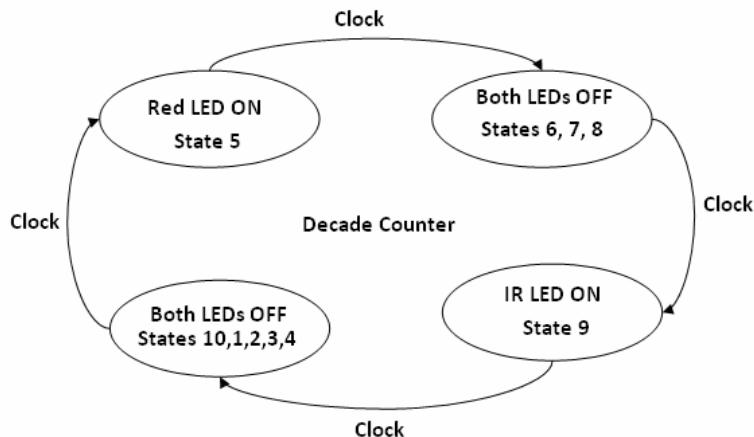 Clock
Red LED ON
State 5
Both LEDs OFF
States 6, 7, 8
Clock
Decade Counter
Clock
Both LEDs OFF
States 10,1,2,3,4
IR LED ON
State 9
Clock